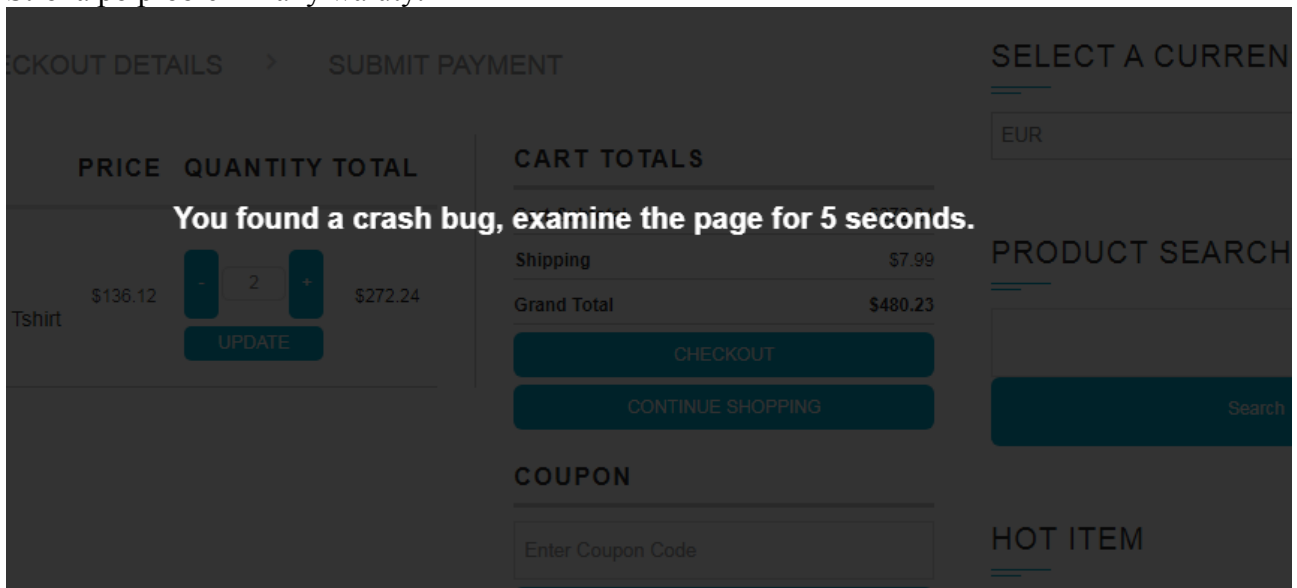 CKOUT DETAILS > SUBMIT PAYMENT
SELECT A CURREN
EUR
PRICE QUANTITY TOTAL
CART TOTALS
You found a crash bug, examine the page for 5 seconds.
Shipping $7.99
PRODUCT SEARCH
$136.12 - 2 + $272.24
Grand Total $480.23
Tshirt
UPDATE
CHECKOUT
CONTINUE SHOPPING
Search
COUPON
Enter Coupon Code
HOT ITEM